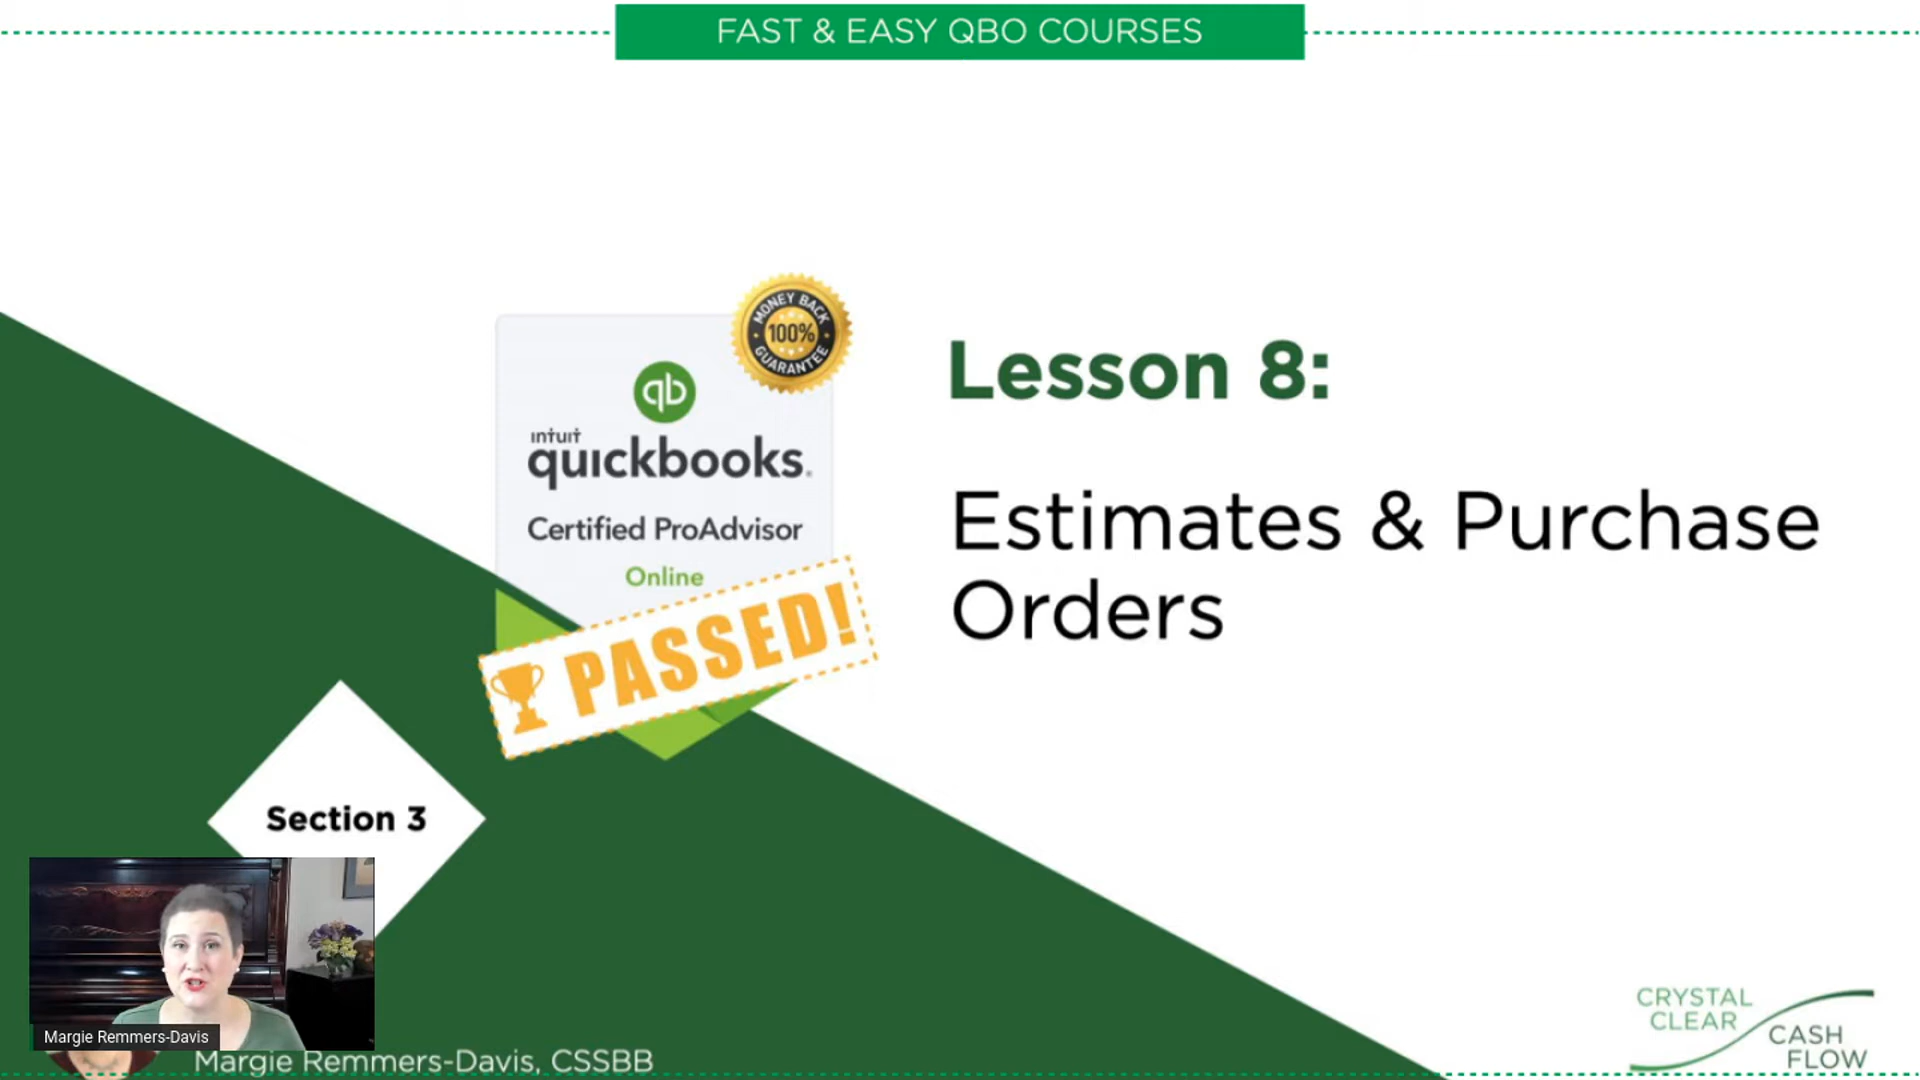 FAST & EASY QBO COURSES
MONEY BACK
100%
GUARANTEE
qb
intuit
quickbooks.
Certified ProAdvisor
Online
PASSED!
Lesson 8:
Estimates & Purchase
Orders
Section 3
Margie Remmers-Davis
Margie Remmers-Davis, CSSBB
CRYSTAL
CLEAR
CASH
FLOW